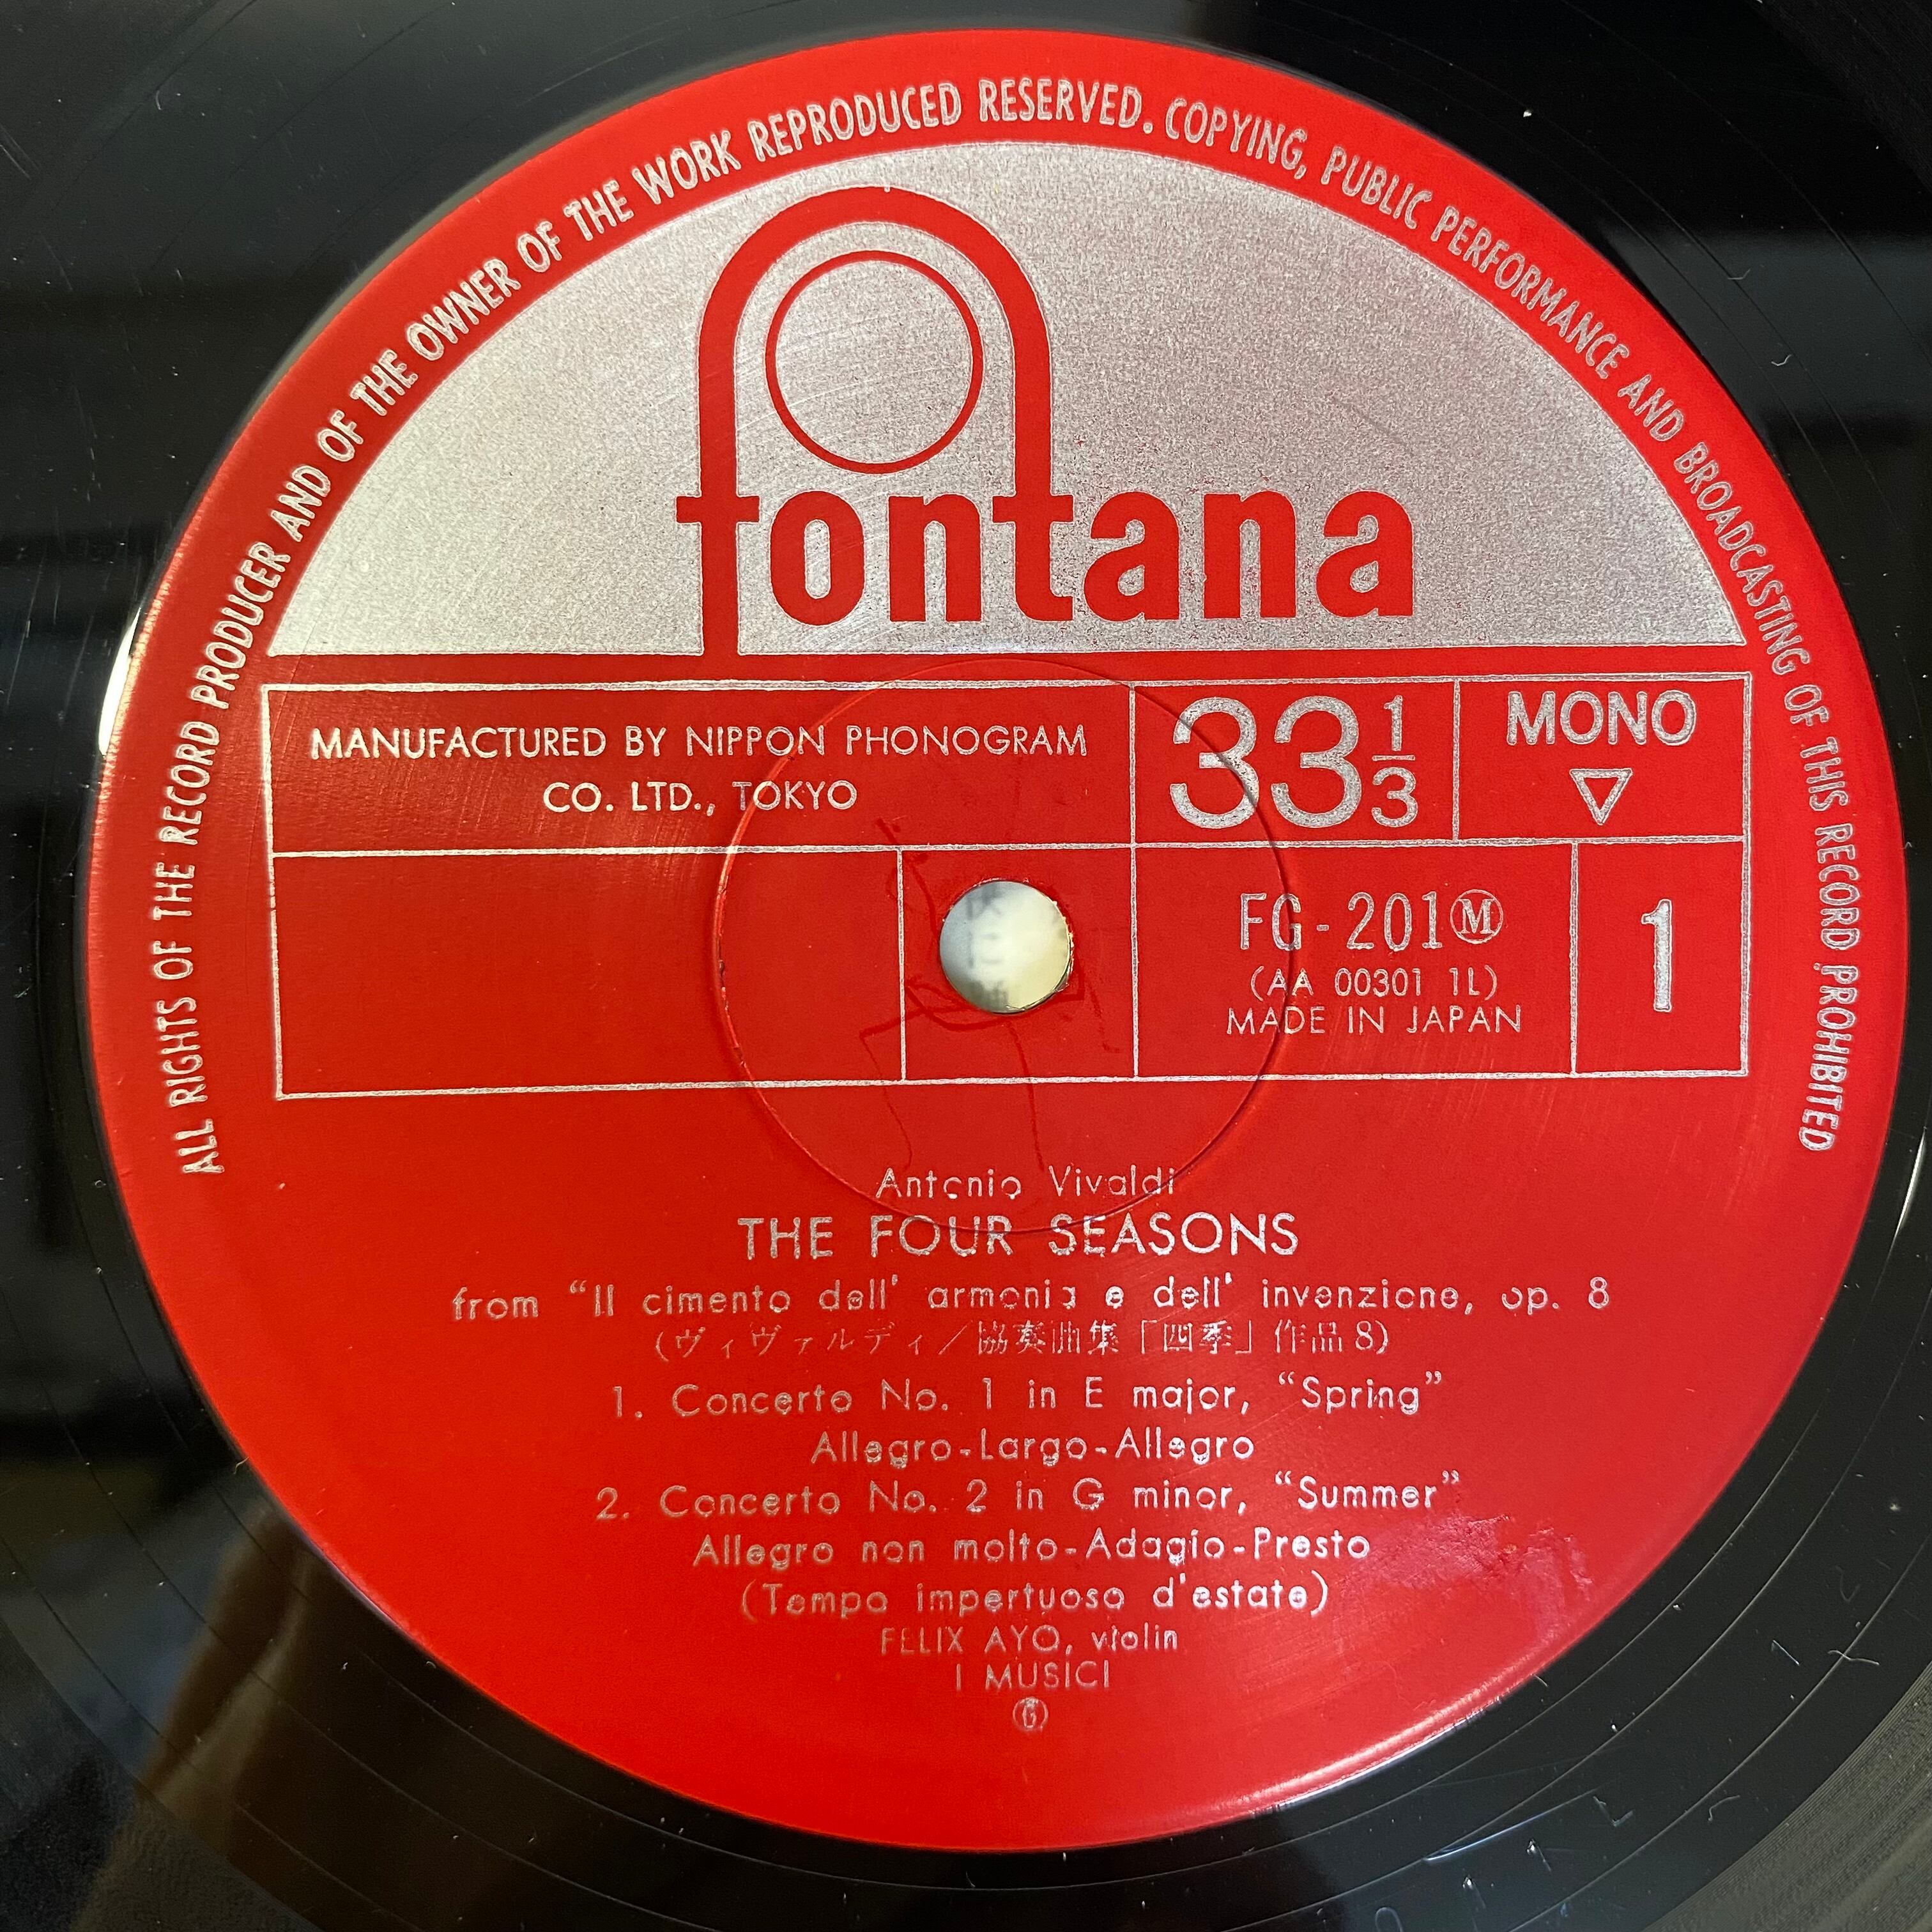 ALL RIGHTS OF THE RECORD PRODUCER AND OF THE OWNER OF THE WORK REPRODUCED RESERVED. COPYING, PUBLIC PERFORMANCE AND BROADCASTING OF THIS RECORD PROHIBITED
fontana
MANUFACTURED BY NIPPON PHONOGRAM
CO. LTD., TOKYO
33 1/3
MONO
FG-201Ⓜ
(AA 00301 1L)
MADE IN JAPAN
1
Antonio Vivaldi
THE FOUR SEASONS
from “Il cimento dell' armonia e dell' invenzione, op. 8
(ヴィヴァルディ／協奏曲集「四季」作品8)
1. Concerto No. 1 in E major, “Spring”
Allegro-Largo-Allegro
2. Concerto No. 2 in G minor, “Summer”
Allegro non molto-Adagio-Presto
(Tempo impertuoso d'estate)
FELIX AYO, violin
I MUSICI
Ⓖ